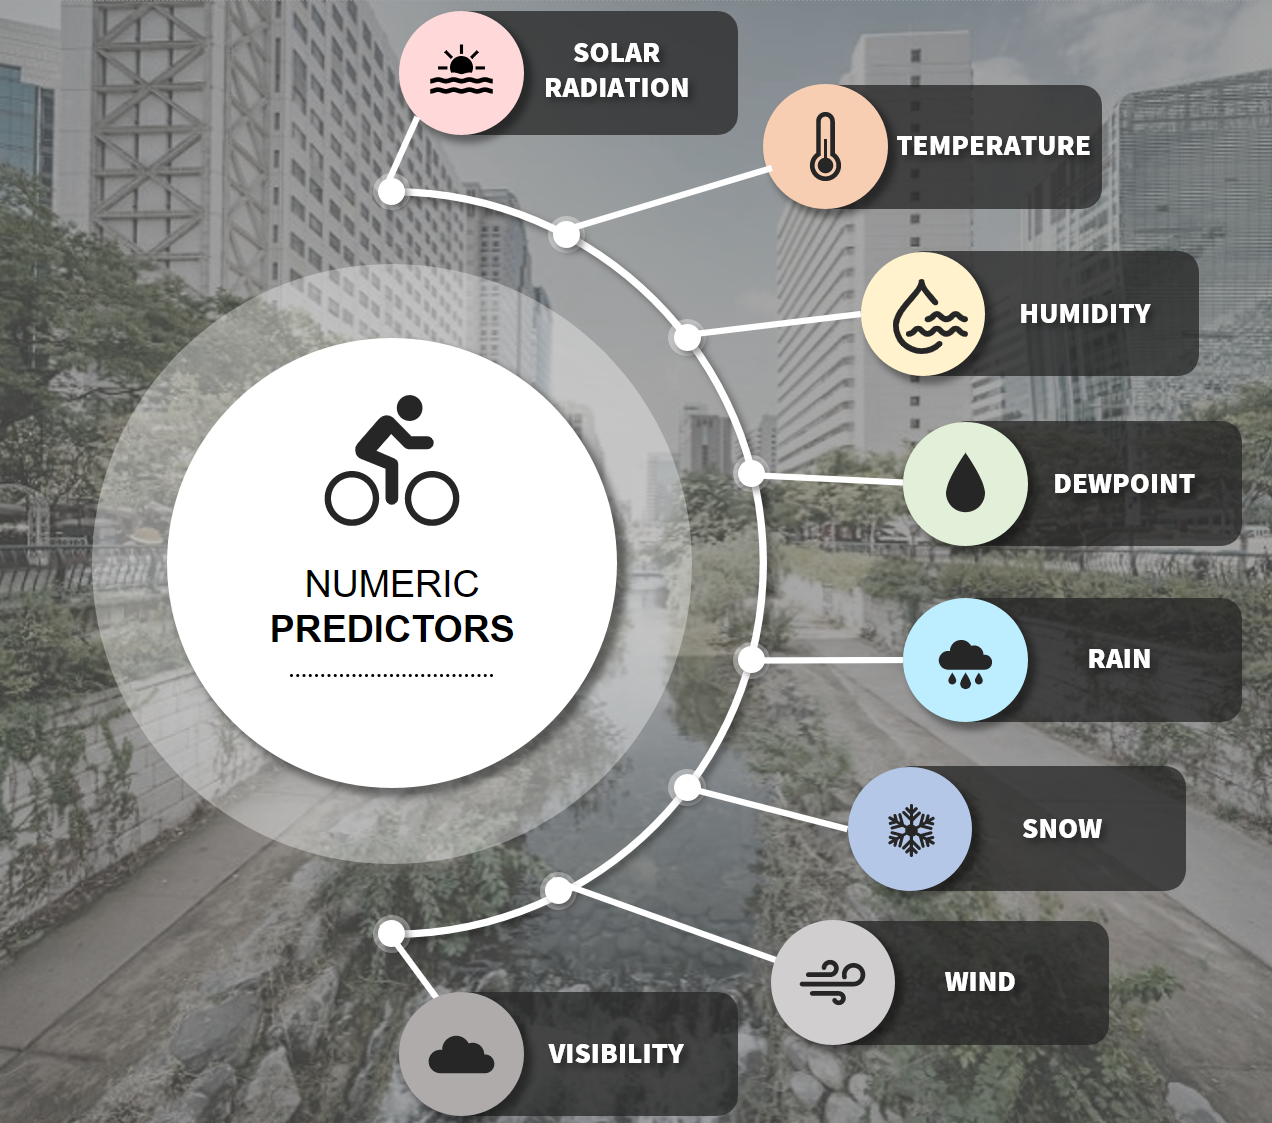 SOLAR
RADIATION
TEMPERATURE
HUMIDITY
DEWPOINT
NUMERIC
PREDICTORS
RAIN
SNOW
WIND
VISIBILITY